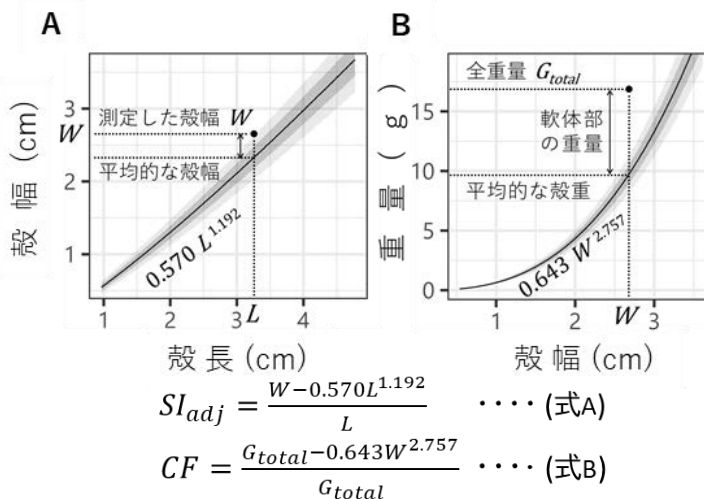 A
3
2
1
W
測定した殻幅 W
平均的な殻幅
0.570 L^1.192
1 2 3 L 4
殻幅 (cm)
殻長 (cm)
B
15
10
5
0
全重量 G_total
軟体部
の重量
平均的な殻重
0.643 W^2.757
1 2 W 3
重量 (g)
殻幅 (cm)
SI_adj = (W−0.570L^1.192)/L ････ (式A)
CF = (G_total−0.643W^2.757)/G_total ････ (式B)